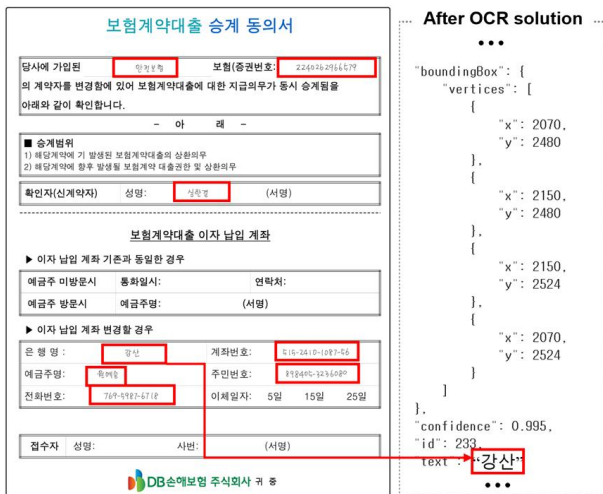 보험계약대출 승계 동의서
당사에 가입된 안전보험 보험(증권번호: 2240262966579
의 계약자를 변경함에 있어 보험계약대출에 대한 지급의무가 동시 승계됨을
아래와 같이 확인합니다.
- 아 래 -
■ 승계범위
1) 해당계약에 기 발생된 보험계약대출의 상환의무
2) 해당계약에 향후 발생될 보험계약 대출권한 및 상환의무
확인자(신계약자) 성명: (서명)
보험계약대출 이자 납입 계좌
▶ 이자 납입 계좌 기존과 동일한 경우
예금주 미방문시 통화일시: 연락처:
예금주 방문시 예금주명: (서명)
▶ 이자 납입 계좌 변경할 경우
은 행 명 : 강산 계좌번호: 515-2410-1087-56
예금주명: 주민번호: 898405-3236080
전화번호: 769-5987-6718 이체일자: 5일 15일 25일
접수자 성명: 사번: (서명)
DB손해보험 주식회사 귀 중
After OCR solution
•••
"boundingBox": {
"vertices": [
{
"x": 2070,
"y": 2480
},
{
"x": 2150,
"y": 2480
},
{
"x": 2150,
"y": 2524
},
{
"x": 2070,
"y": 2524
}
]
},
"confidence": 0.995,
"id": 233,
"text": "강산"
•••